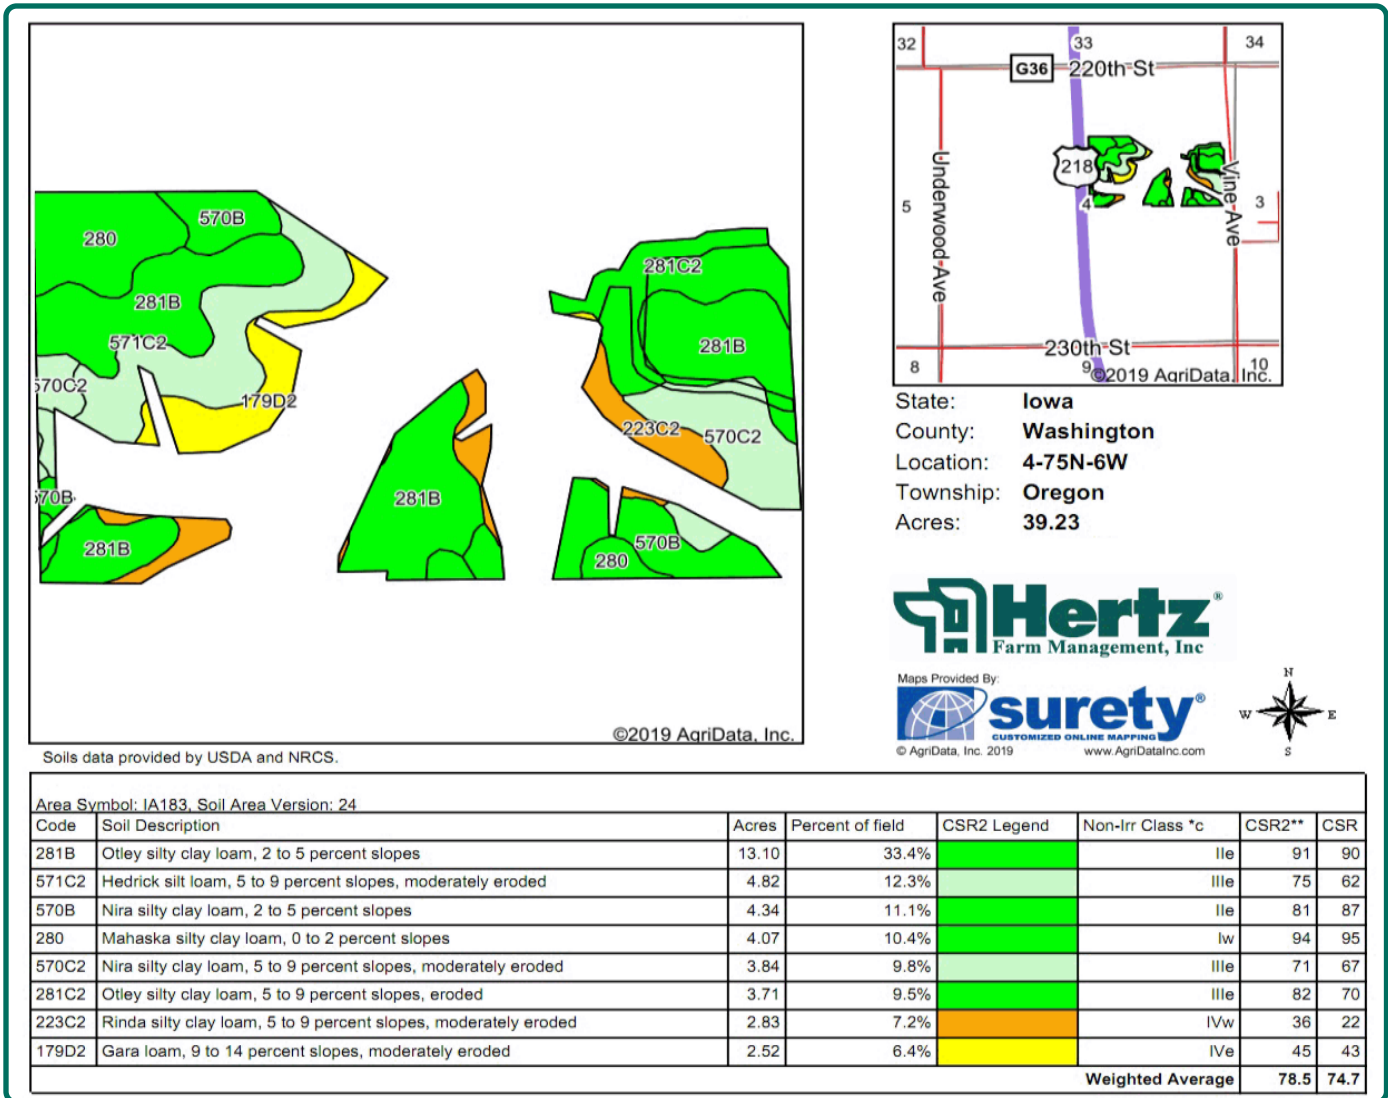 280
570B
281B
571C2
570C2
179D2
70B
281B
281B
281C2
281B
223C2
570C2
570B
280
©2019 AgriData, Inc.
Soils data provided by USDA and NRCS.
32
33
34
G36
220th St
Underwood Ave
218
Vine Ave
5
4
3
230th St
8
9
10
©2019 AgriData, Inc.
State: Iowa
County: Washington
Location: 4-75N-6W
Township: Oregon
Acres: 39.23
Hertz®
Farm Management, Inc
Maps Provided By:
surety®
CUSTOMIZED ONLINE MAPPING
© AgriData, Inc. 2019 www.AgriDataInc.com
N
W E
S
Area Symbol: IA183, Soil Area Version: 24
Code Soil Description Acres Percent of field CSR2 Legend Non-Irr Class *c CSR2** CSR
281B Otley silty clay loam, 2 to 5 percent slopes 13.10 33.4% IIe 91 90
571C2 Hedrick silt loam, 5 to 9 percent slopes, moderately eroded 4.82 12.3% IIIe 75 62
570B Nira silty clay loam, 2 to 5 percent slopes 4.34 11.1% IIe 81 87
280 Mahaska silty clay loam, 0 to 2 percent slopes 4.07 10.4% Iw 94 95
570C2 Nira silty clay loam, 5 to 9 percent slopes, moderately eroded 3.84 9.8% IIIe 71 67
281C2 Otley silty clay loam, 5 to 9 percent slopes, eroded 3.71 9.5% IIIe 82 70
223C2 Rinda silty clay loam, 5 to 9 percent slopes, moderately eroded 2.83 7.2% IVw 36 22
179D2 Gara loam, 9 to 14 percent slopes, moderately eroded 2.52 6.4% IVe 45 43
Weighted Average 78.5 74.7